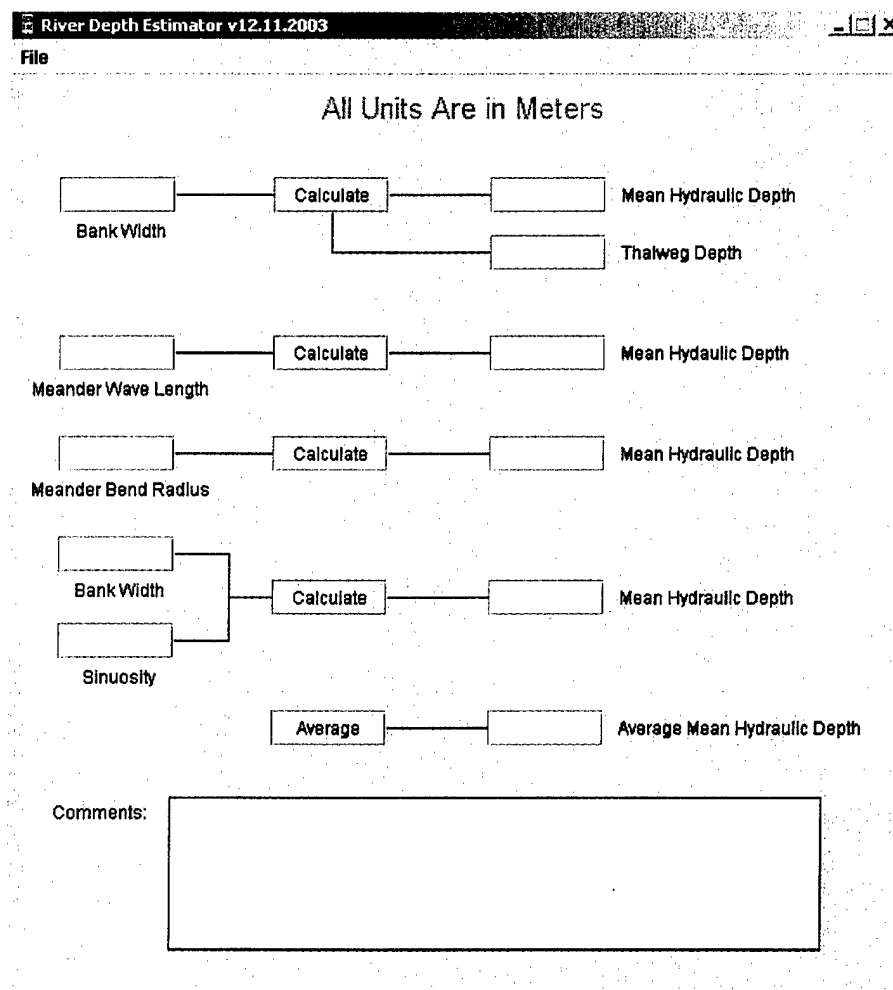 River Depth Estimator v12.11.2003
File
All Units Are in Meters
Calculate Mean Hydraulic Depth
Bank Width
Thalweg Depth
Calculate Mean Hydaulic Depth
Meander Wave Length
Calculate Mean Hydraulic Depth
Meander Bend Radius
Bank Width
Calculate Mean Hydraulic Depth
Sinuosity
Average Average Mean Hydraulic Depth
Comments: